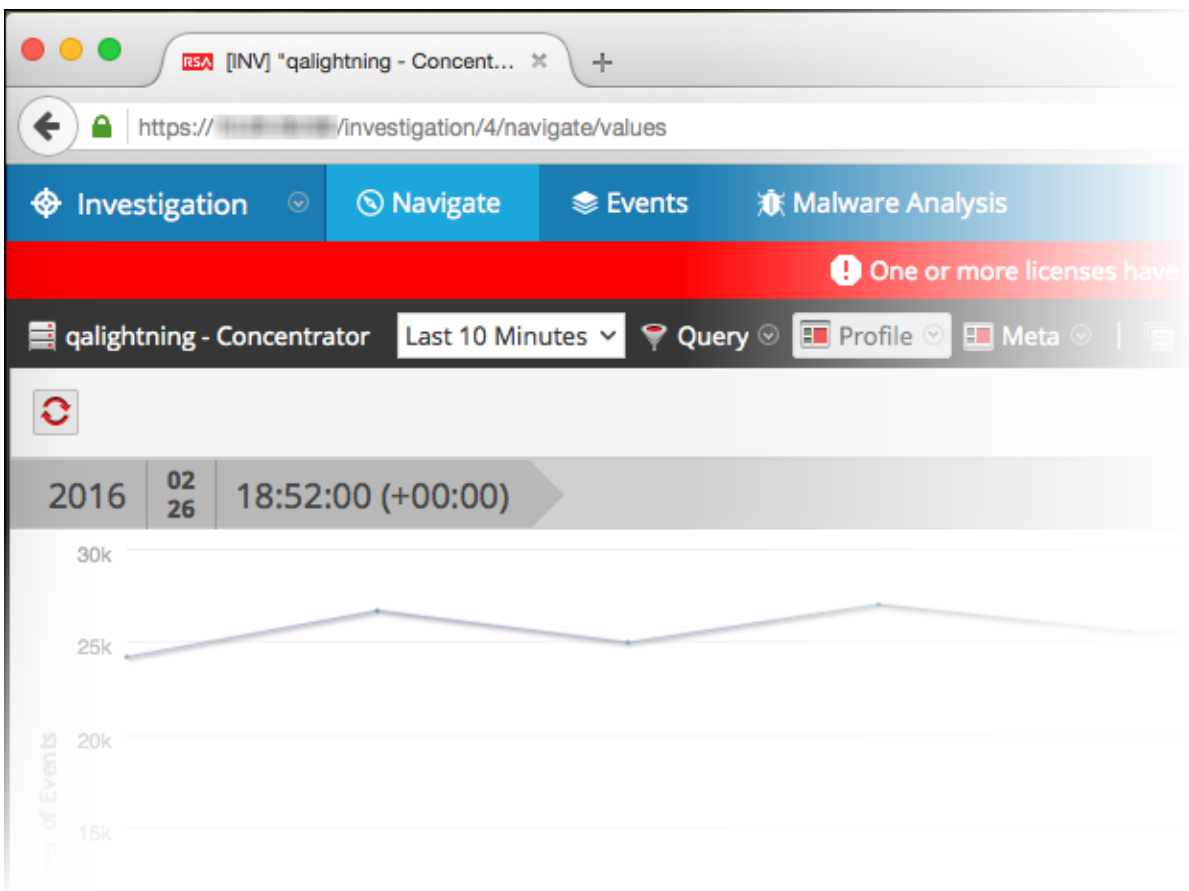 RSA [INV] "qalightning - Concent...
https:// /investigation/4/navigate/values
Investigation Navigate Events Malware Analysis
One or more licenses have
qalightning - Concentrator Last 10 Minutes Query Profile Meta
2016 02 26 18:52:00 (+00:00)
30k
25k
20k
15k
of Events